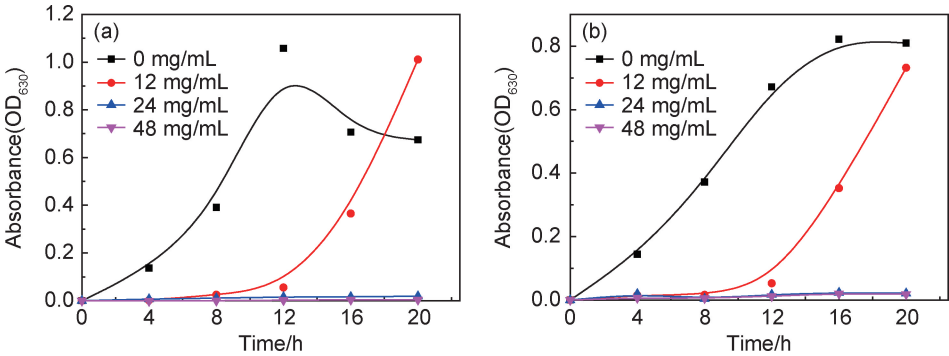 (a)
0 mg/mL
12 mg/mL
24 mg/mL
48 mg/mL
1.2
1.0
0.8
0.6
0.4
0.2
0.0
Absorbance(OD630)
0 4 8 12 16 20
Time/h
(b)
0 mg/mL
12 mg/mL
24 mg/mL
48 mg/mL
0.8
0.6
0.4
0.2
0.0
Absorbance(OD630)
0 4 8 12 16 20
Time/h